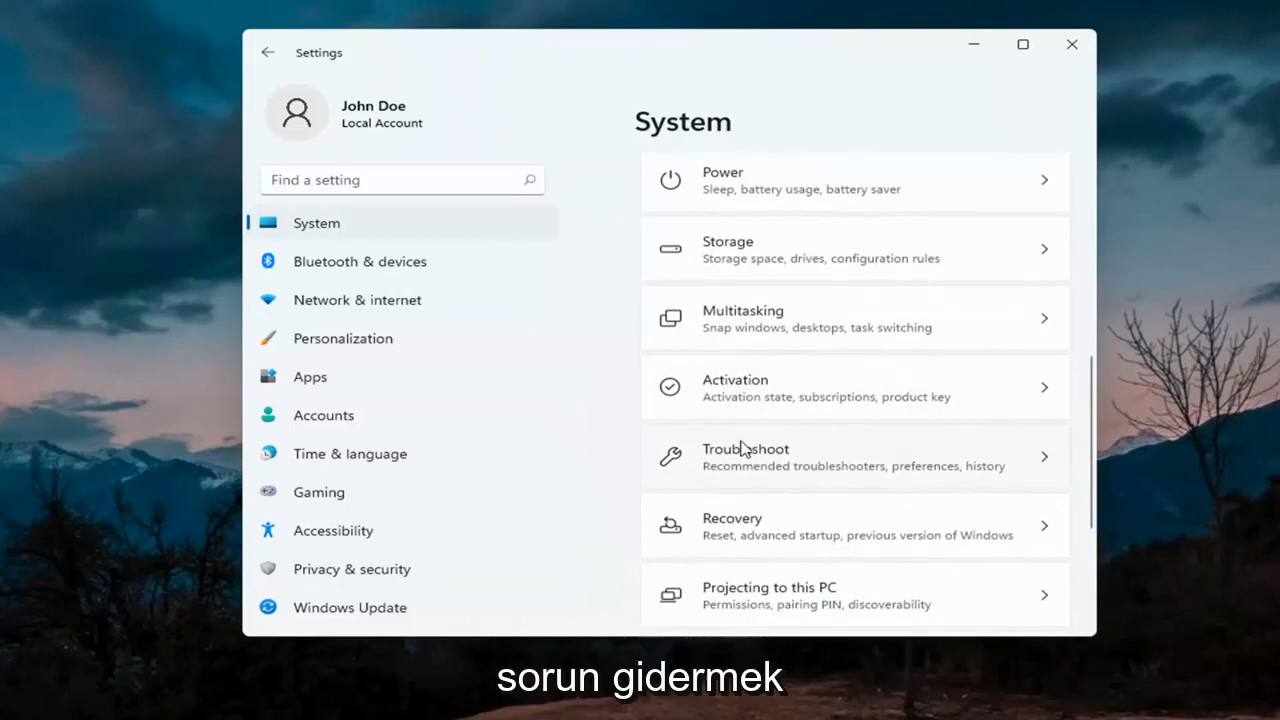 Settings
John Doe
Local Account
Find a setting
System
Bluetooth & devices
Network & internet
Personalization
Apps
Accounts
Time & language
Gaming
Accessibility
Privacy & security
Windows Update
System
Power
Sleep, battery usage, battery saver
Storage
Storage space, drives, configuration rules
Multitasking
Snap windows, desktops, task switching
Activation
Activation state, subscriptions, product key
Troubleshoot
Recommended troubleshooters, preferences, history
Recovery
Reset, advanced startup, previous version of Windows
Projecting to this PC
Permissions, pairing PIN, discoverability
sorun gidermek